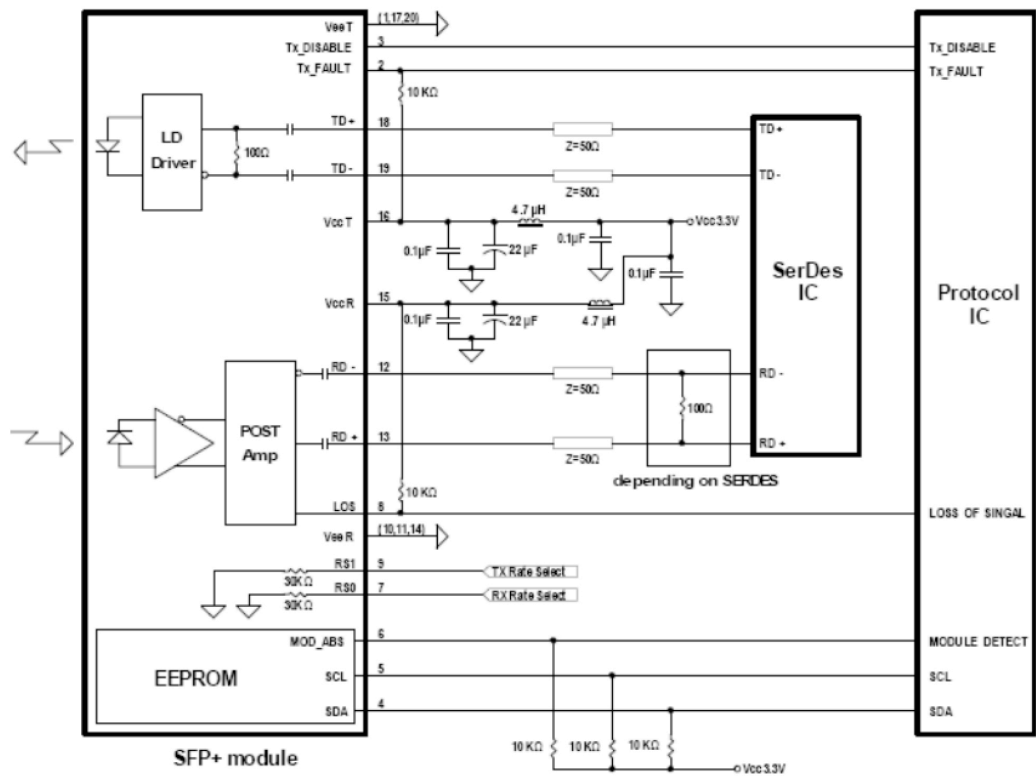 Vee T
(1,17,20)
Tx_DISABLE
3
Tx_DISABLE
Tx_FAULT
2
Tx_FAULT
10 KΩ
LD
Driver
100Ω
TD+
18
Z=50Ω
TD+
TD-
19
Z=50Ω
TD-
Vcc T
16
4.7 µH
Vcc3.3V
0.1µF
22 µF
0.1µF
0.1µF
SerDes
IC
Protocol
IC
Vcc R
15
0.1µF
22 µF
4.7 µH
RD -
12
Z=50Ω
RD -
POST
Amp
100Ω
RD +
13
Z=50Ω
RD +
depending on SERDES
10 KΩ
LOS
8
LOSS OF SINGAL
Vee R
(10,11,14)
RS1
9
TX Rate Select
30KΩ
RS0
7
RX Rate Select
30KΩ
MOD_ABS
6
MODULE DETECT
EEPROM
SCL
5
SCL
SDA
4
SDA
10 KΩ
10 KΩ
10 KΩ
Vcc3.3V
SFP+ module